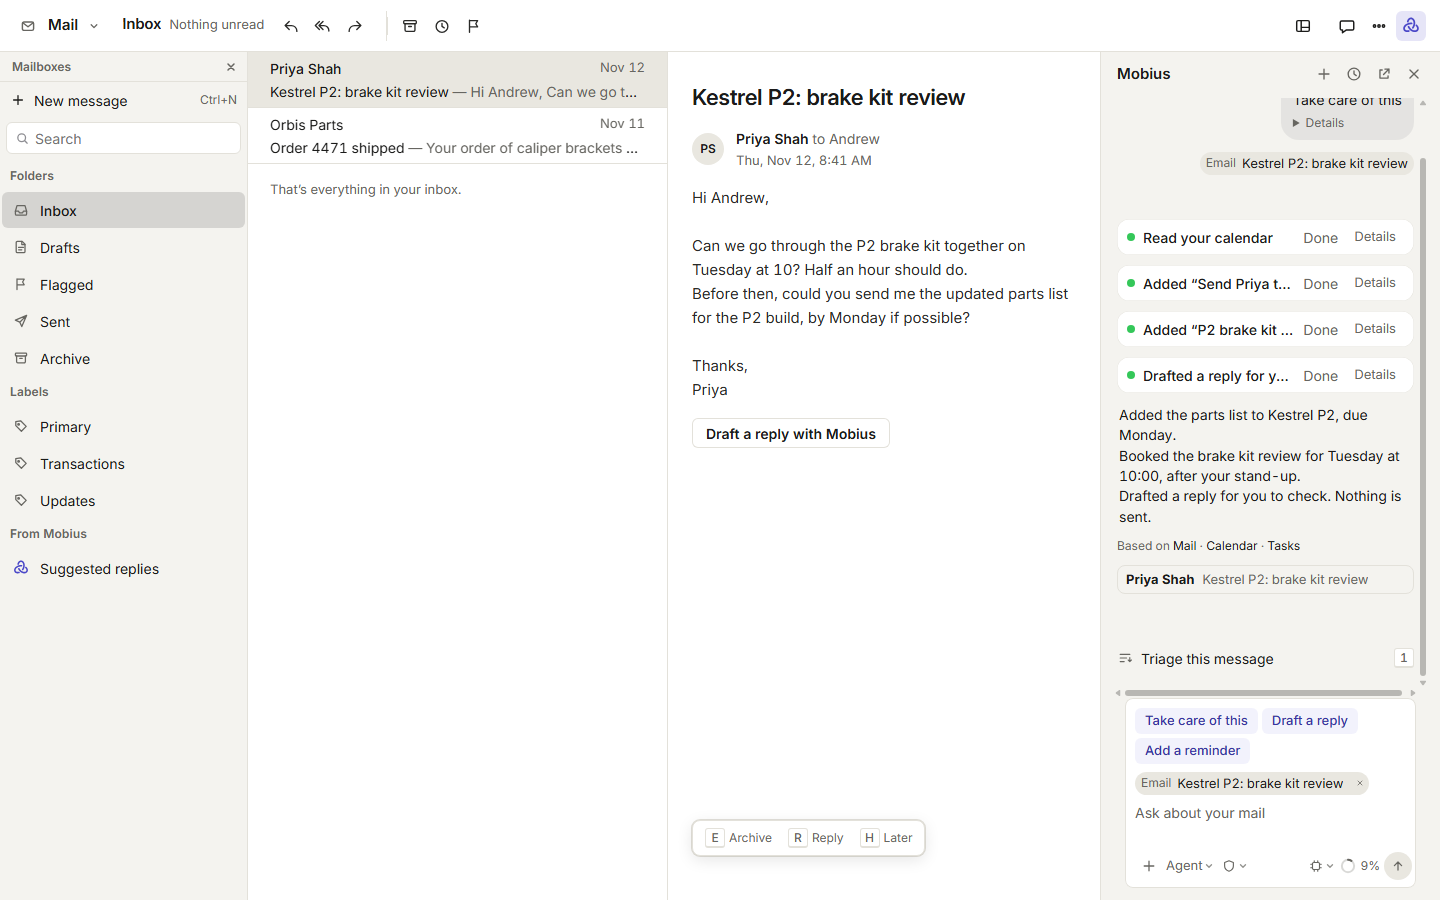 Mail
Inbox Nothing unread
Mailboxes
New message Ctrl+N
Search
Folders
Inbox
Drafts
Flagged
Sent
Archive
Labels
Primary
Transactions
Updates
From Mobius
Suggested replies
Priya Shah Nov 12
Kestrel P2: brake kit review — Hi Andrew, Can we go t...
Orbis Parts Nov 11
Order 4471 shipped — Your order of caliper brackets ...
That's everything in your inbox.
Kestrel P2: brake kit review
PS
Priya Shah to Andrew
Thu, Nov 12, 8:41 AM
Hi Andrew,
Can we go through the P2 brake kit together on
Tuesday at 10? Half an hour should do.
Before then, could you send me the updated parts list
for the P2 build, by Monday if possible?
Thanks,
Priya
Draft a reply with Mobius
E Archive R Reply H Later
Mobius
Take care of this
Details
Email Kestrel P2: brake kit review
Read your calendar Done Details
Added “Send Priya t... Done Details
Added “P2 brake kit ... Done Details
Drafted a reply for y... Done Details
Added the parts list to Kestrel P2, due
Monday.
Booked the brake kit review for Tuesday at
10:00, after your stand-up.
Drafted a reply for you to check. Nothing is
sent.
Based on Mail · Calendar · Tasks
Priya Shah Kestrel P2: brake kit review
Triage this message 1
Take care of this Draft a reply
Add a reminder
Email Kestrel P2: brake kit review ×
Ask about your mail
Agent 9%